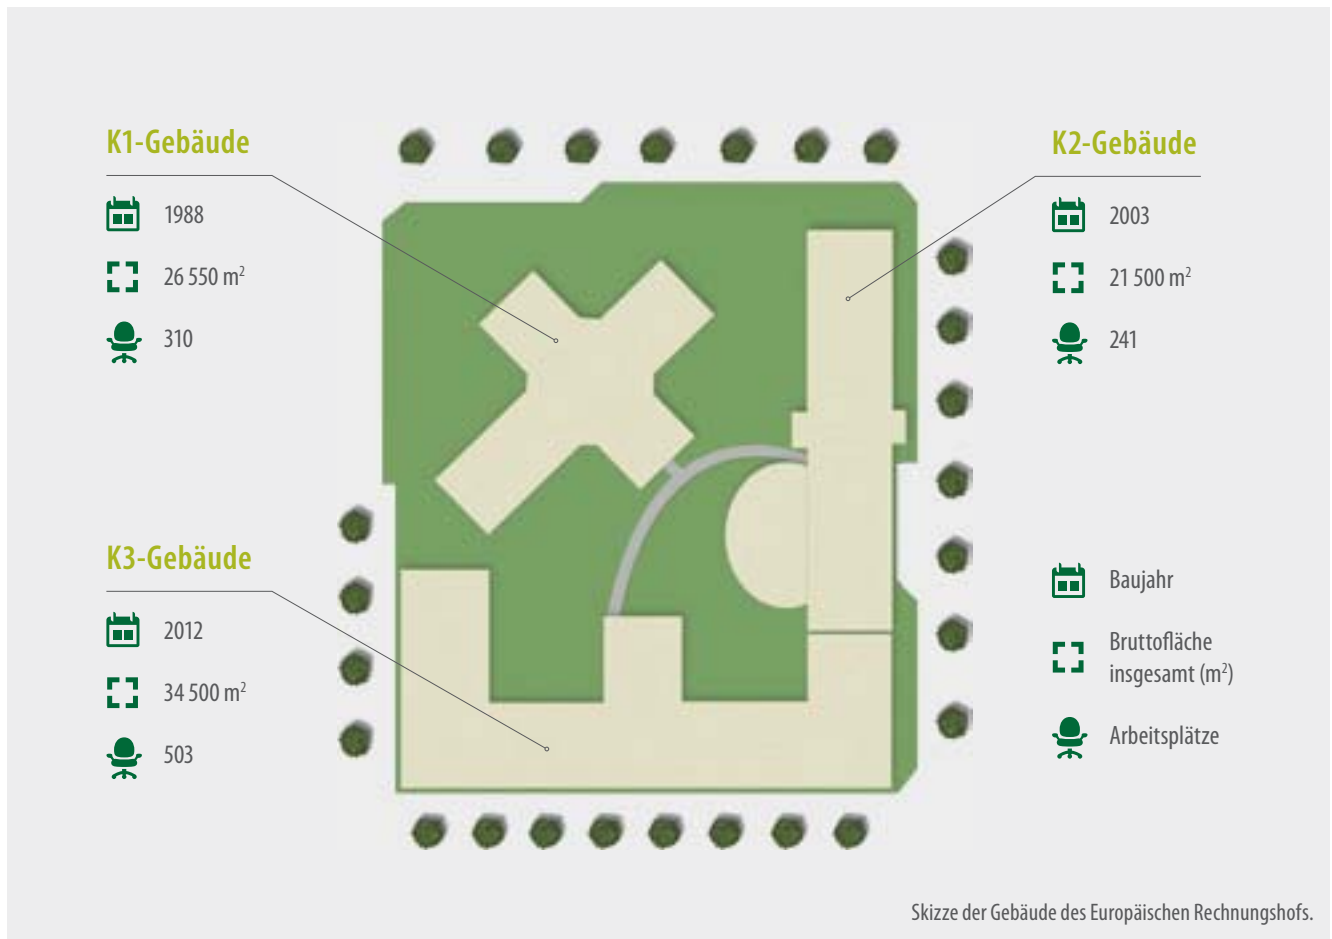 K1-Gebäude
1988
26 550 m²
310
K2-Gebäude
2003
21 500 m²
241
K3-Gebäude
2012
34 500 m²
503
Baujahr
Bruttofläche
insgesamt (m²)
Arbeitsplätze
Skizze der Gebäude des Europäischen Rechnungshofs.